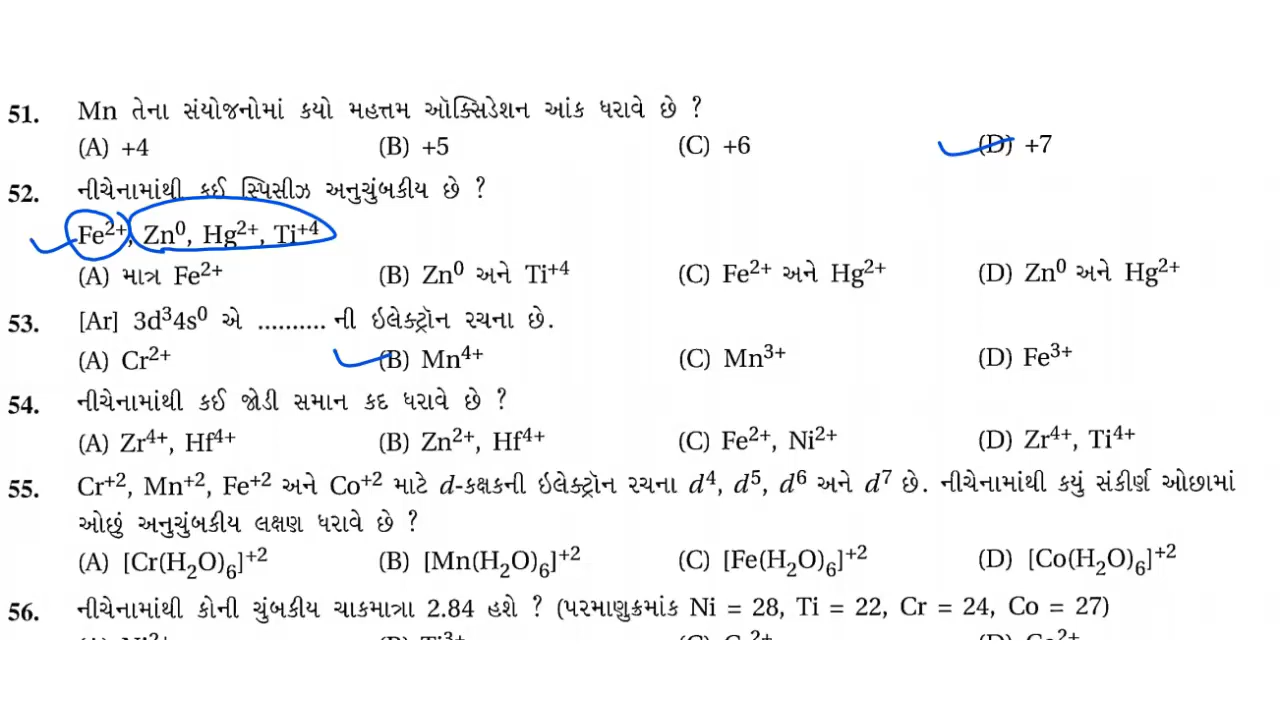 51. Mn તેના સંયોજનોમાં કયો મહત્તમ ઑક્સિડેશન આંક ધરાવે છે ?
(A) +4 (B) +5 (C) +6 (D) +7
52. નીચેનામાંથી કઈ સ્પિસીઝ અનુચુંબકીય છે ?
Fe²⁺, Zn⁰, Hg²⁺, Ti⁺⁴
(A) માત્ર Fe²⁺ (B) Zn⁰ અને Ti⁺⁴ (C) Fe²⁺ અને Hg²⁺ (D) Zn⁰ અને Hg²⁺
53. [Ar] 3d³4s⁰ એ .......... ની ઇલેક્ટ્રૉન રચના છે.
(A) Cr²⁺ (B) Mn⁴⁺ (C) Mn³⁺ (D) Fe³⁺
54. નીચેનામાંથી કઈ જોડી સમાન કદ ધરાવે છે ?
(A) Zr⁴⁺, Hf⁴⁺ (B) Zn²⁺, Hf⁴⁺ (C) Fe²⁺, Ni²⁺ (D) Zr⁴⁺, Ti⁴⁺
55. Cr⁺², Mn⁺², Fe⁺² અને Co⁺² માટે d-કક્ષકની ઇલેક્ટ્રૉન રચના d⁴, d⁵, d⁶ અને d⁷ છે. નીચેનામાંથી કયું સંકીર્ણ ઓછામાં
ઓછું અનુચુંબકીય લક્ષણ ધરાવે છે ?
(A) [Cr(H₂O)₆]⁺² (B) [Mn(H₂O)₆]⁺² (C) [Fe(H₂O)₆]⁺² (D) [Co(H₂O)₆]⁺²
56. નીચેનામાંથી કોની ચુંબકીય ચાકમાત્રા 2.84 હશે ? (પરમાણુક્રમાંક Ni = 28, Ti = 22, Cr = 24, Co = 27)